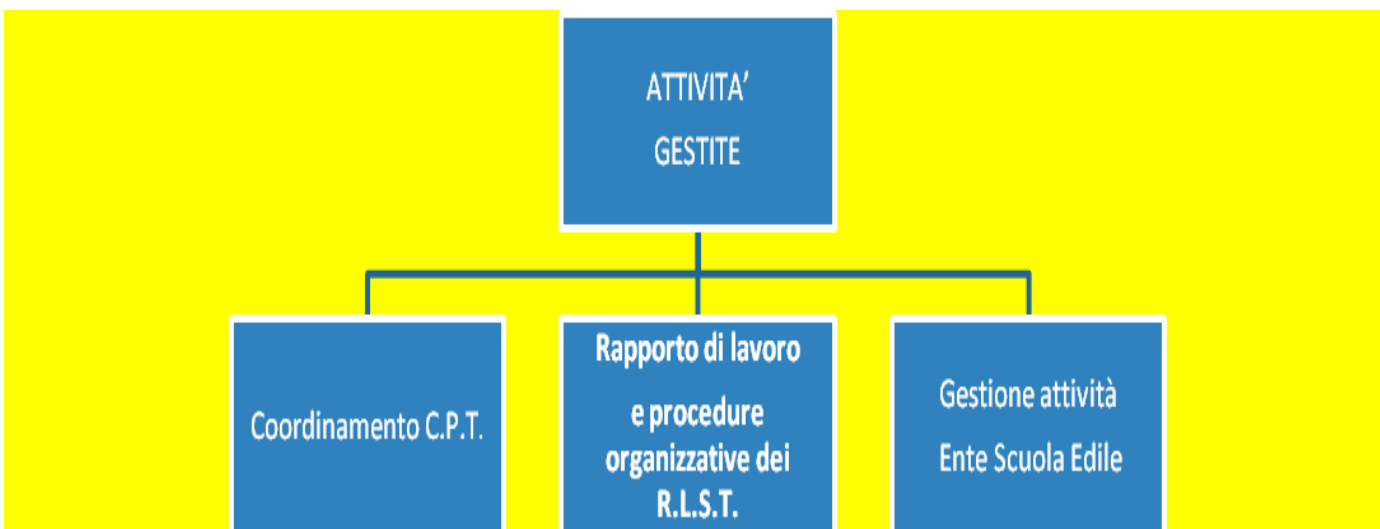 ATTIVITA’
GESTITE
Coordinamento C.P.T.
Rapporto di lavoro
e procedure
organizzative dei
R.L.S.T.
Gestione attività
Ente Scuola Edile